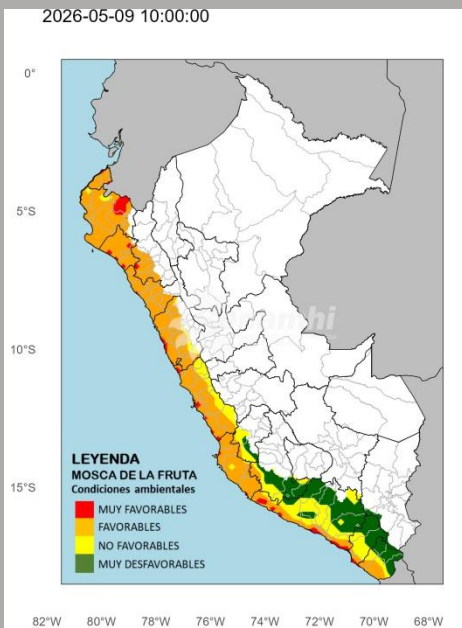 2026-05-09 10:00:00
0°
5°S
10°S
15°S
LEYENDA
MOSCA DE LA FRUTA
Condiciones ambientales
MUY FAVORABLES
FAVORABLES
NO FAVORABLES
MUY DESFAVORABLES
82°W 80°W 78°W 76°W 74°W 72°W 70°W 68°W